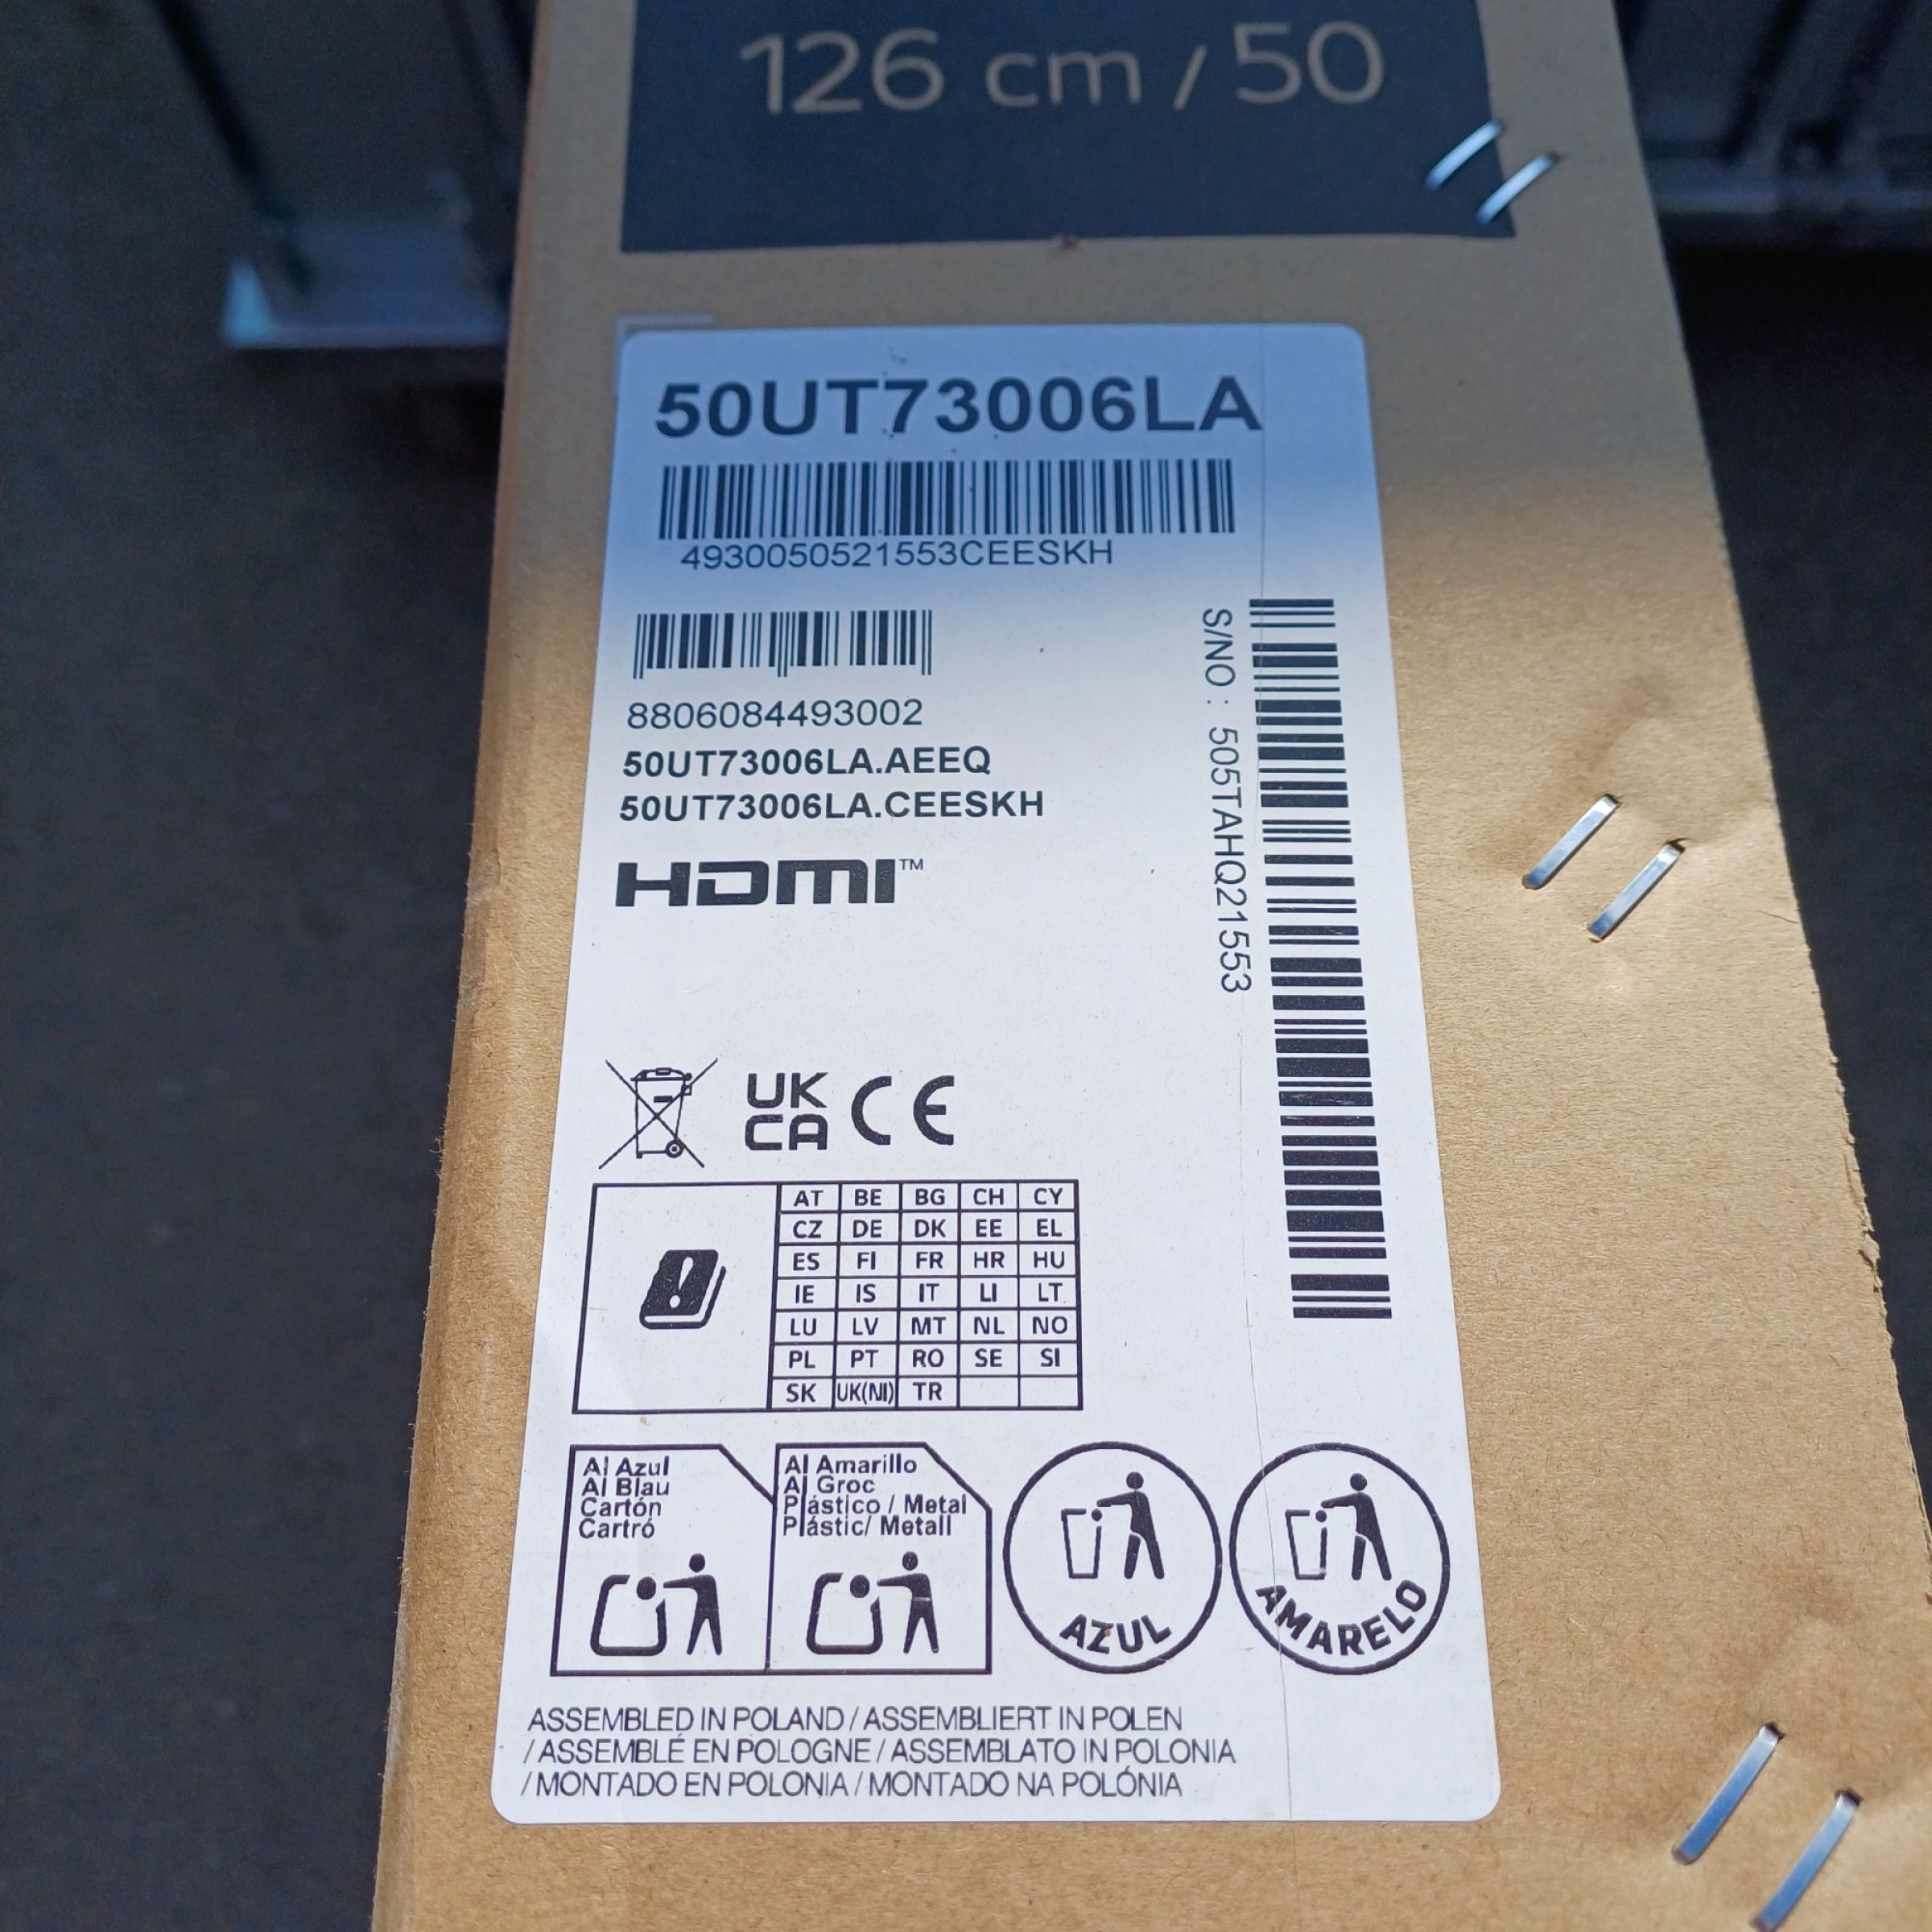 126 cm / 50
50UT73006LA
4930050521553CEESKH
8806084493002
50UT73006LA.AEEQ
50UT73006LA.CEESKH
S/NO : 505TAHQ21553
HDMI™
UK
CA CE
AT BE BG CH CY
CZ DE DK EE EL
ES FI FR HR HU
IE IS IT LI LT
LU LV MT NL NO
PL PT RO SE SI
SK UK(NI) TR
Al Azul
Al Blau
Cartón
Cartró
Al Amarillo
Al Groc
Plástico / Metal
Plástic/ Metall
AZUL
AMARELO
ASSEMBLED IN POLAND / ASSEMBLIERT IN POLEN
/ ASSEMBLÉ EN POLOGNE / ASSEMBLATO IN POLONIA
/ MONTADO EN POLONIA / MONTADO NA POLÓNIA